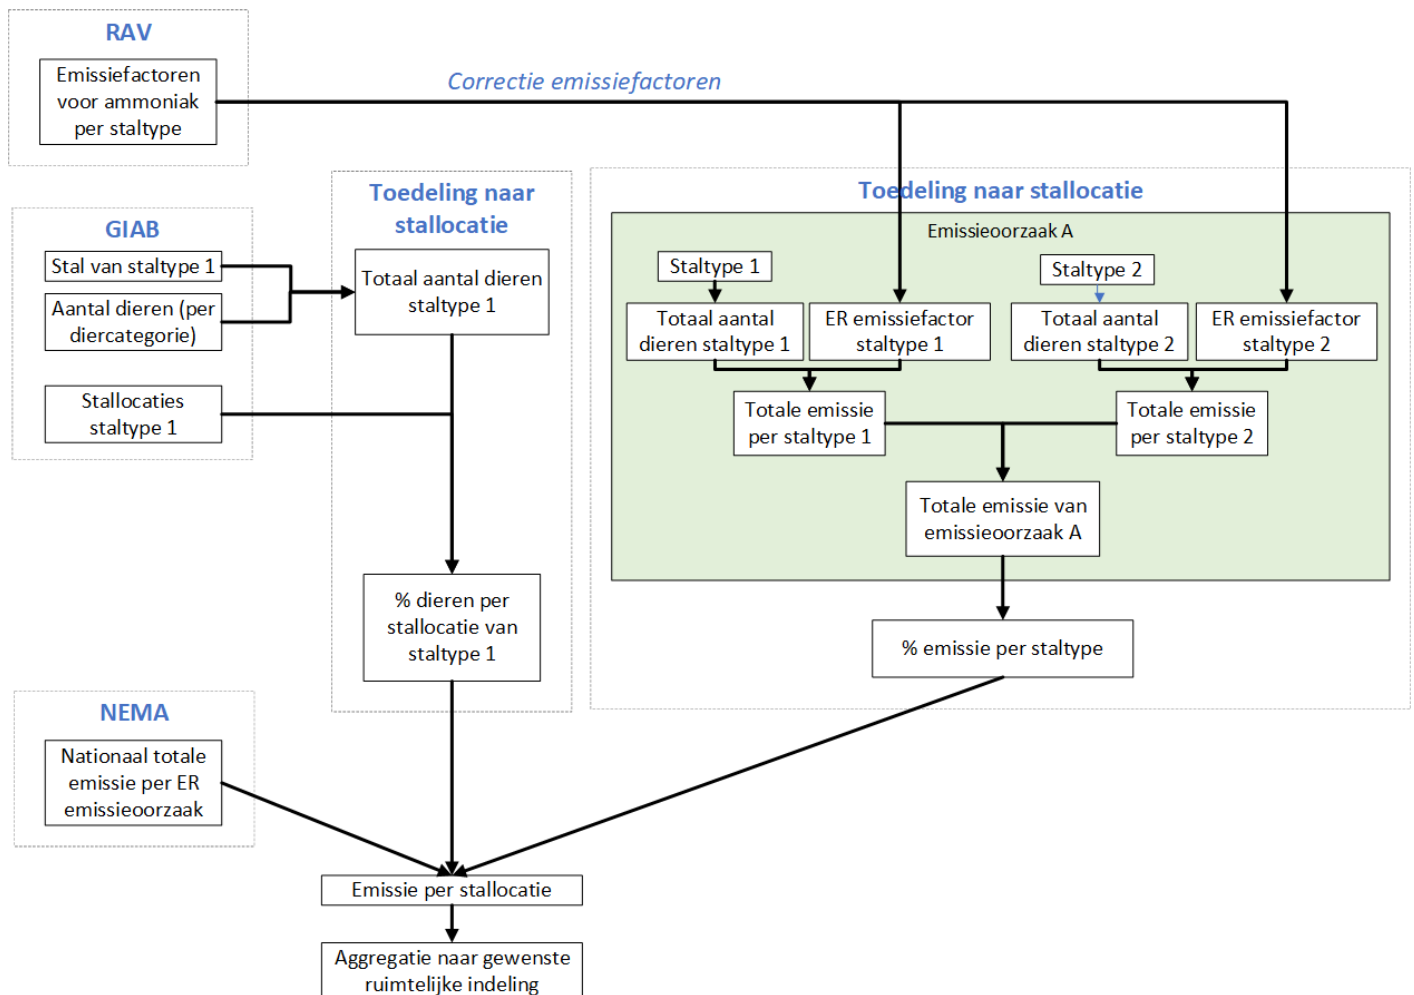 RAV
Emissiefactoren
voor ammoniak
per staltype
Correctie emissiefactoren
GIAB
Stal van staltype 1
Aantal dieren (per
diercategorie)
Stallocaties
staltype 1
Toedeling naar
stallocatie
Totaal aantal dieren
staltype 1
% dieren per
stallocatie van
staltype 1
Toedeling naar stallocatie
Emissieoorzaak A
Staltype 1
Staltype 2
Totaal aantal
dieren staltype 1
ER emissiefactor
staltype 1
Totaal aantal
dieren staltype 2
ER emissiefactor
staltype 2
Totale emissie
per staltype 1
Totale emissie
per staltype 2
Totale emissie van
emissieoorzaak A
% emissie per staltype
NEMA
Nationaal totale
emissie per ER
emissieoorzaak
Emissie per stallocatie
Aggregatie naar gewenste
ruimtelijke indeling